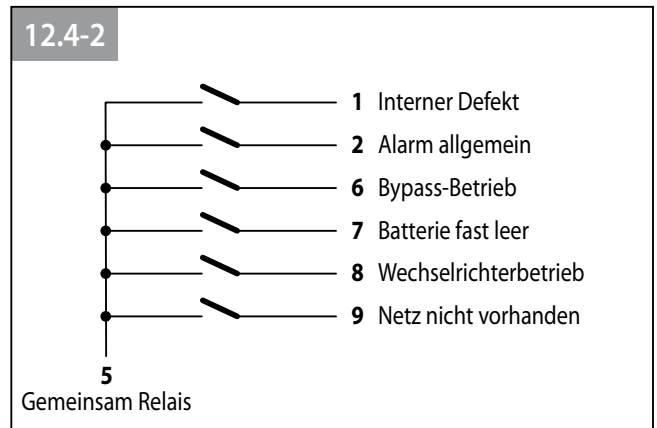 12.4-2
1 Interner Defekt
2 Alarm allgemein
6 Bypass-Betrieb
7 Batterie fast leer
8 Wechselrichterbetrieb
9 Netz nicht vorhanden
5
Gemeinsam Relais